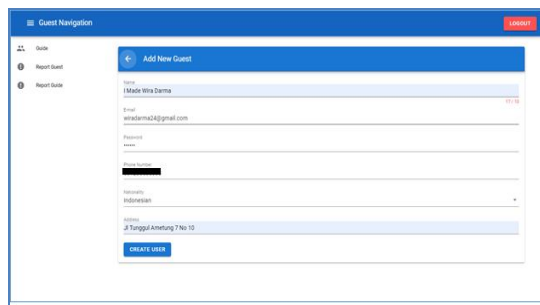 Guest Navigation
LOGOUT
Guide
Report Guest
Report Guide
Add New Guest
Name
I Made Wira Darma
17 / 10
E-mail
wiradarma24@gmail.com
Password
••••••
Phone Number
Nationality
Indonesian
Address
Jl Tunggul Ametung 7 No 10
CREATE USER